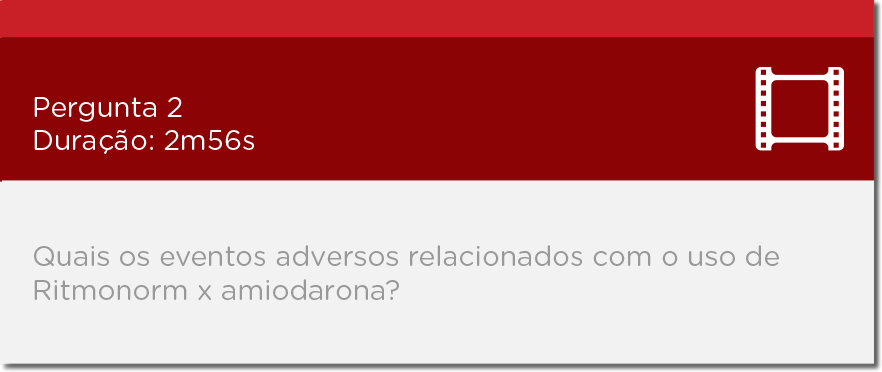 Pergunta 2
Duração: 2m56s
Quais os eventos adversos relacionados com o uso de
Ritmonorm x amiodarona?